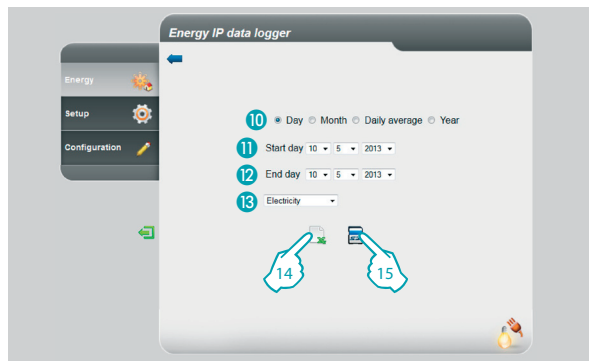 Energy IP data logger
Energy
Setup
Configuration
10 Day Month Daily average Year
11 Start day 10 5 2013
12 End day 10 5 2013
13 Electricity
14 15